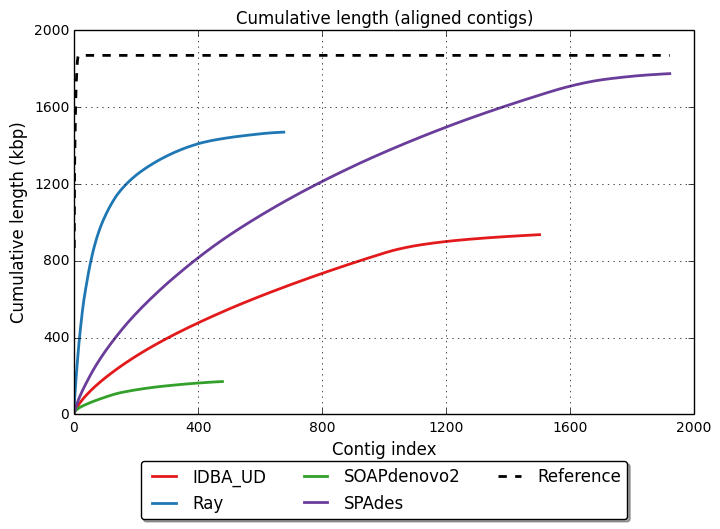 Cumulative length (aligned contigs)
2000
1600
1200
800
400
0
Cumulative length (kbp)
0 400 800 1200 1600 2000
Contig index
IDBA_UD SOAPdenovo2 Reference
Ray SPAdes